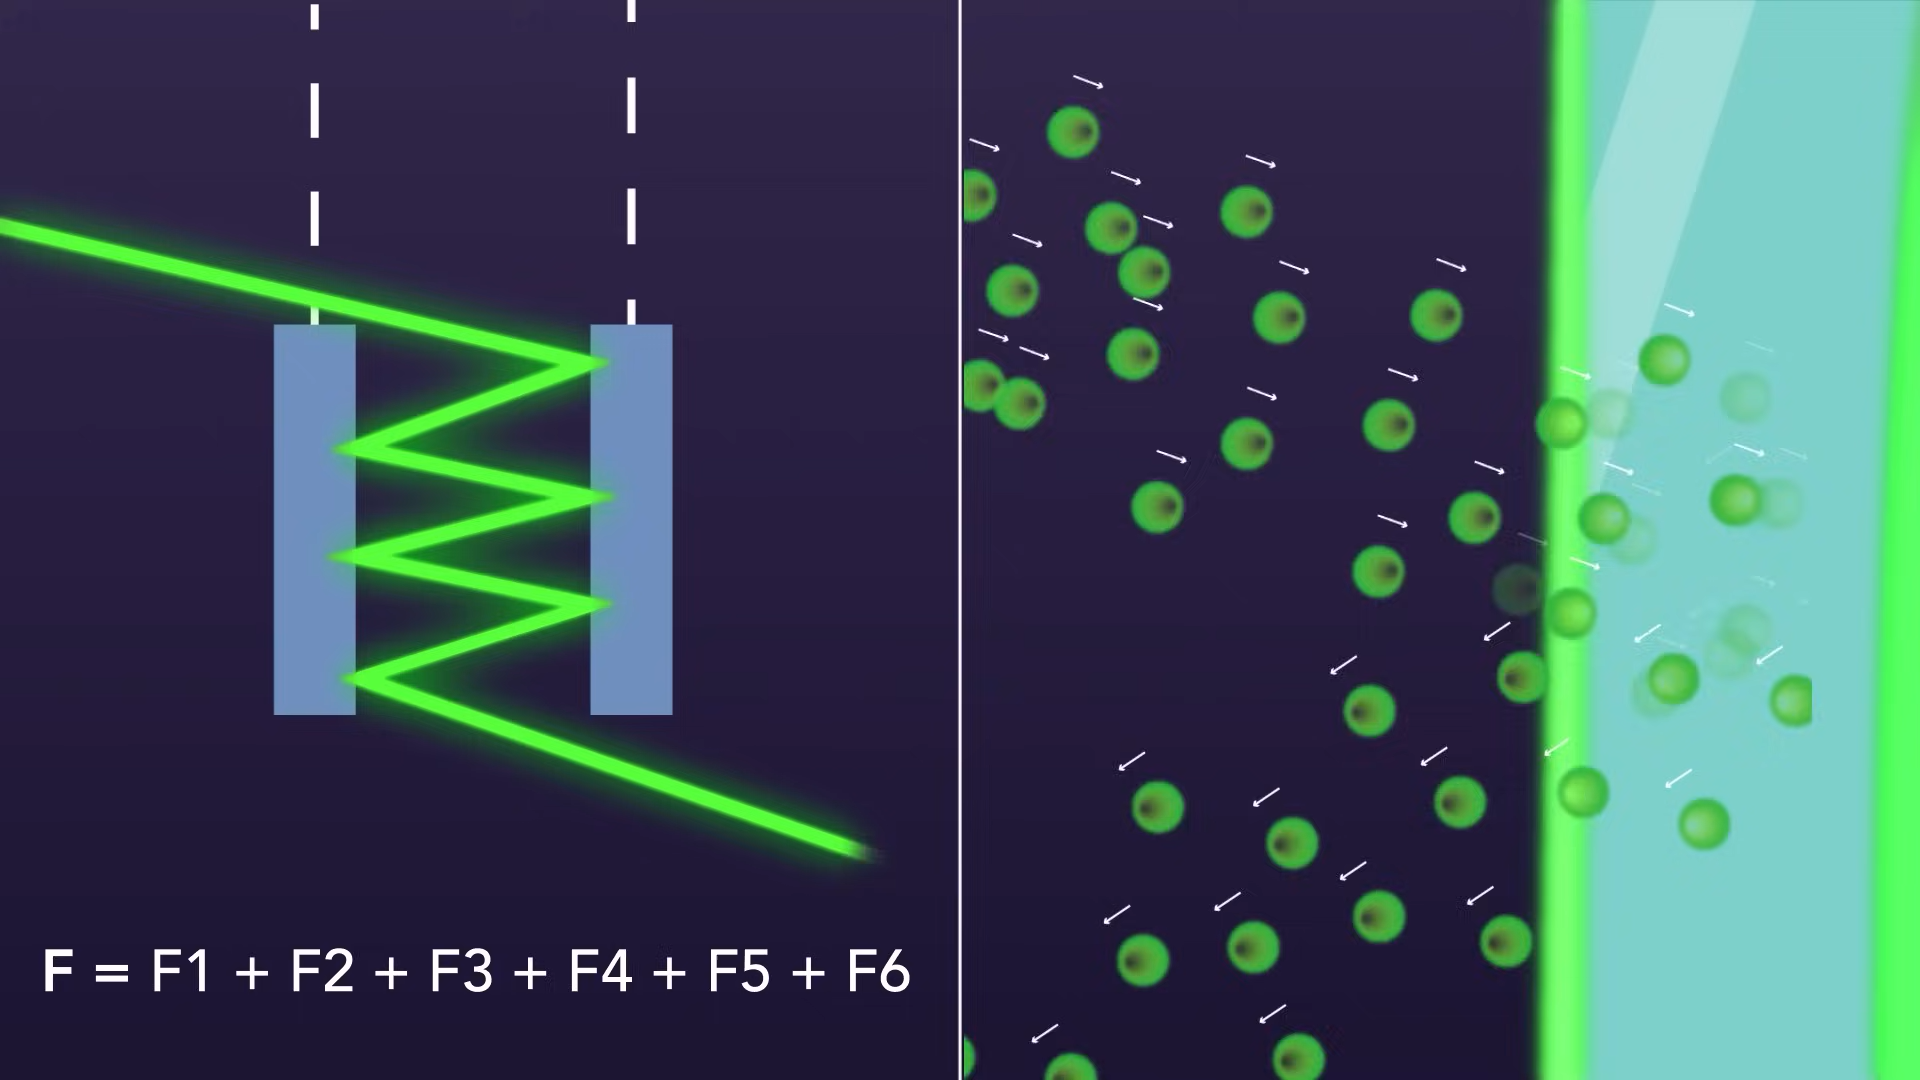 F = F1 + F2 + F3 + F4 + F5 + F6